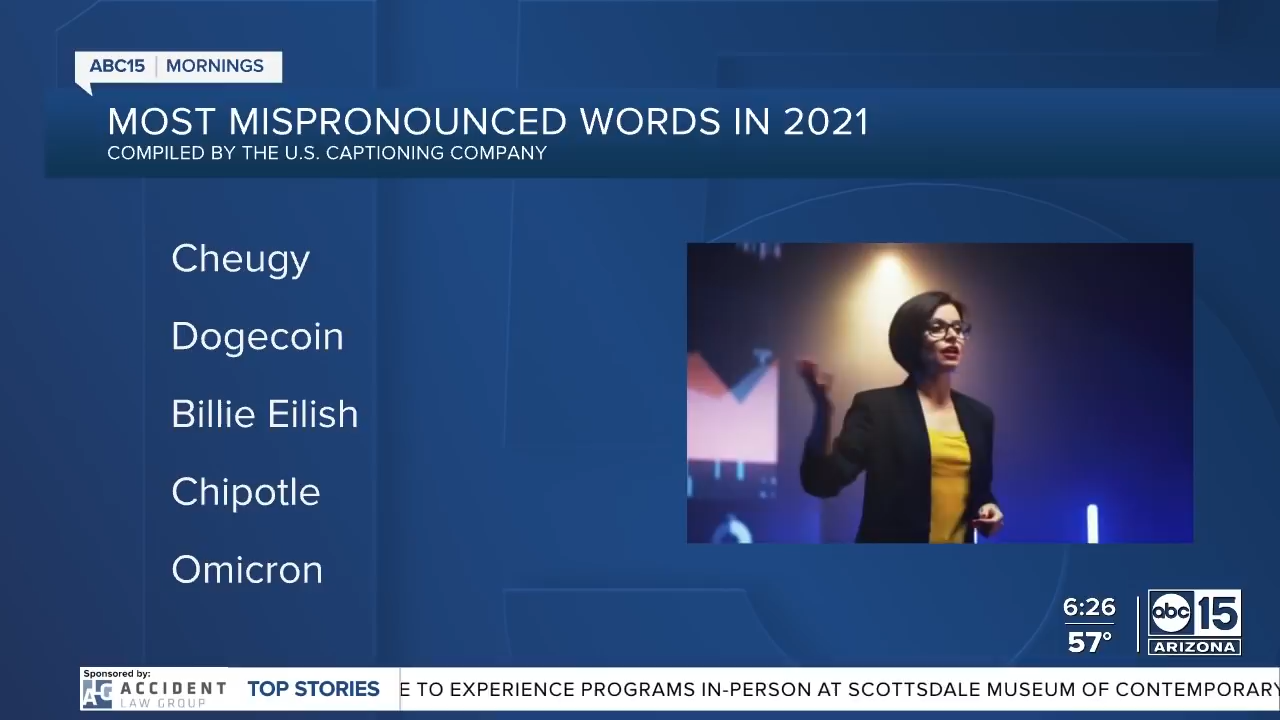 ABC15 | MORNINGS
MOST MISPRONOUNCED WORDS IN 2021
COMPILED BY THE U.S. CAPTIONING COMPANY
Cheugy
Dogecoin
Billie Eilish
Chipotle
Omicron
6:26
57°
abc 15
ARIZONA
Sponsored by:
ALG ACCIDENT
LAW GROUP
TOP STORIES
E TO EXPERIENCE PROGRAMS IN-PERSON AT SCOTTSDALE MUSEUM OF CONTEMPORARY